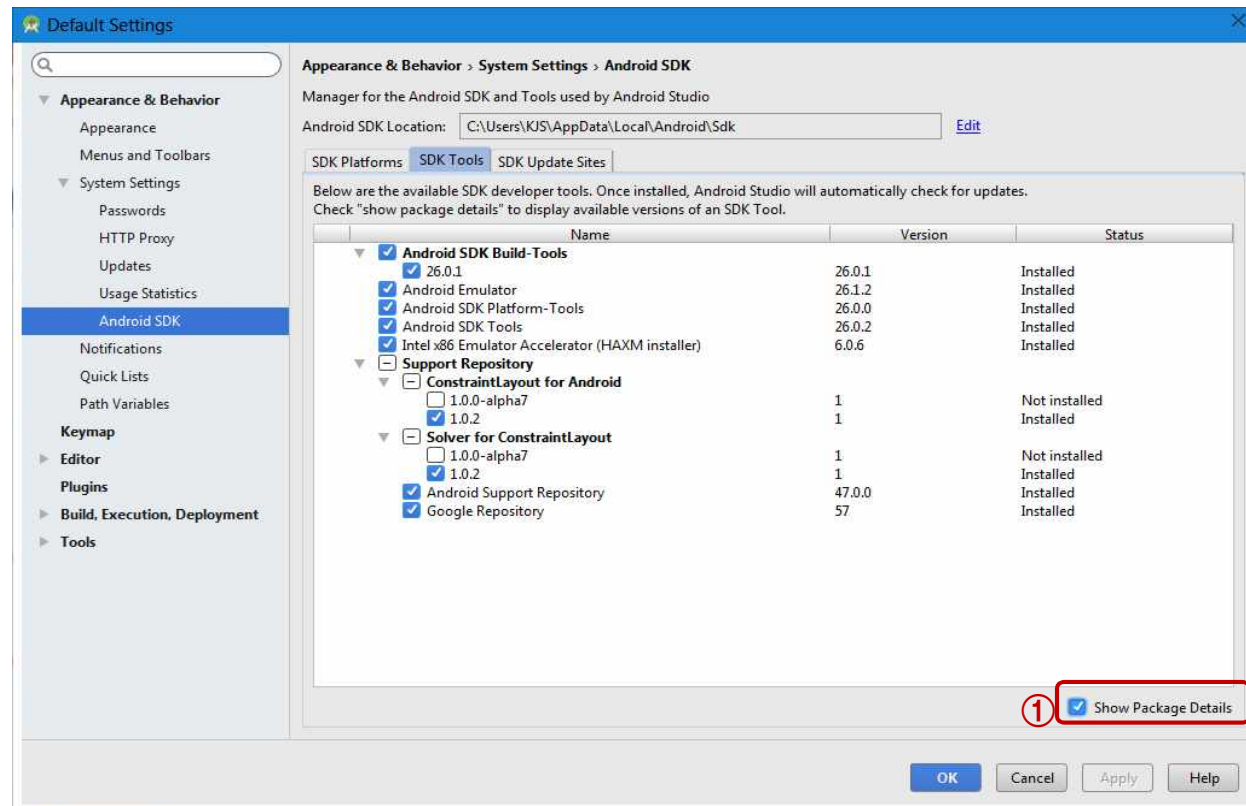 Default Settings
Appearance & Behavior
Appearance
Menus and Toolbars
System Settings
Passwords
HTTP Proxy
Updates
Usage Statistics
Android SDK
Notifications
Quick Lists
Path Variables
Keymap
Editor
Plugins
Build, Execution, Deployment
Tools
Appearance & Behavior › System Settings › Android SDK
Manager for the Android SDK and Tools used by Android Studio
Android SDK Location: C:\Users\KJS\AppData\Local\Android\Sdk Edit
SDK Platforms SDK Tools SDK Update Sites
Below are the available SDK developer tools. Once installed, Android Studio will automatically check for updates.
Check "show package details" to display available versions of an SDK Tool.
Name Version Status
Android SDK Build-Tools
26.0.1 26.0.1 Installed
Android Emulator 26.1.2 Installed
Android SDK Platform-Tools 26.0.0 Installed
Android SDK Tools 26.0.2 Installed
Intel x86 Emulator Accelerator (HAXM installer) 6.0.6 Installed
Support Repository
ConstraintLayout for Android
1.0.0-alpha7 1 Not installed
1.0.2 1 Installed
Solver for ConstraintLayout
1.0.0-alpha7 1 Not installed
1.0.2 1 Installed
Android Support Repository 47.0.0 Installed
Google Repository 57 Installed
① Show Package Details
OK Cancel Apply Help